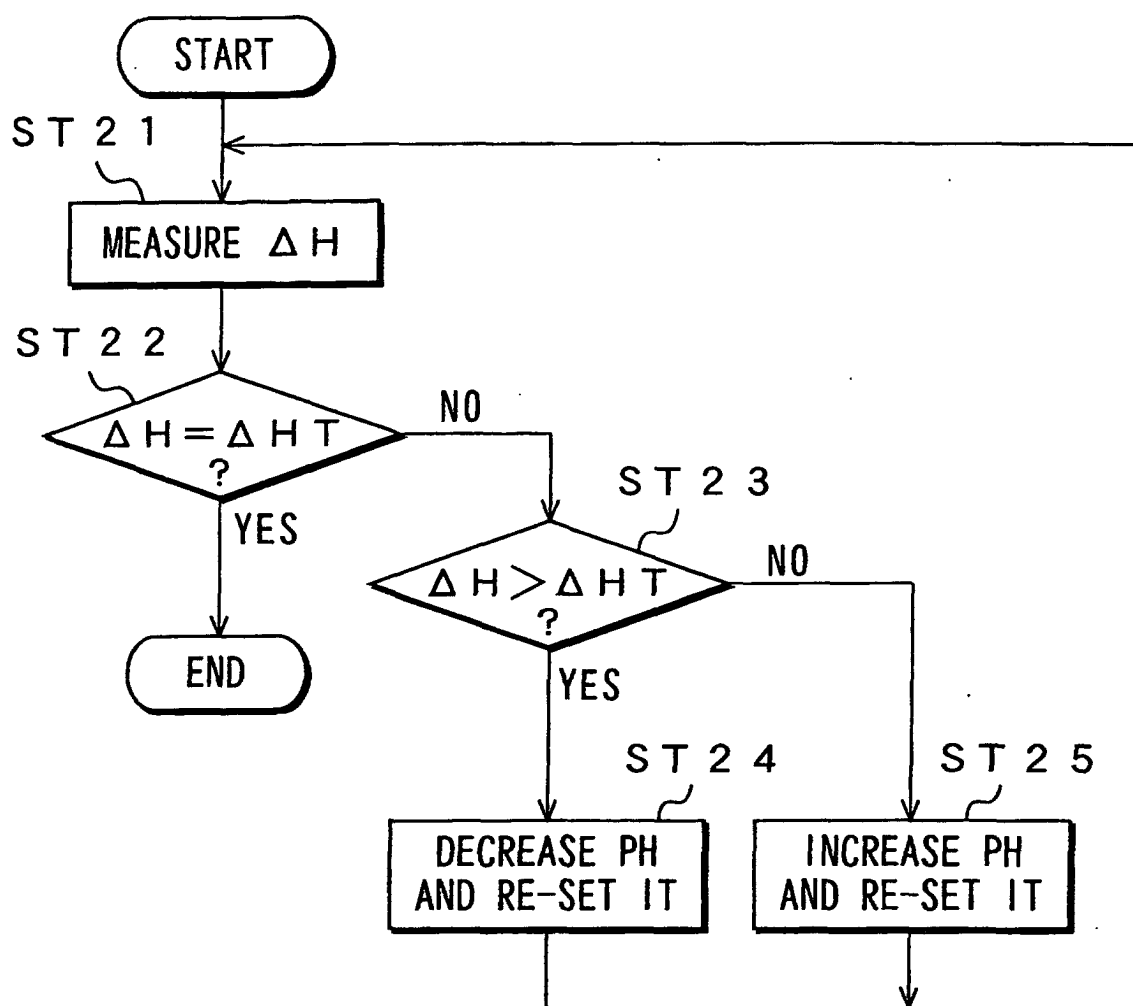 START
ST21
MEASURE ΔH
ST22
ΔH=ΔHT
?
NO
YES
ST23
ΔH>ΔHT
?
NO
END
YES
ST24
ST25
DECREASE PH
AND RE-SET IT
INCREASE PH
AND RE-SET IT